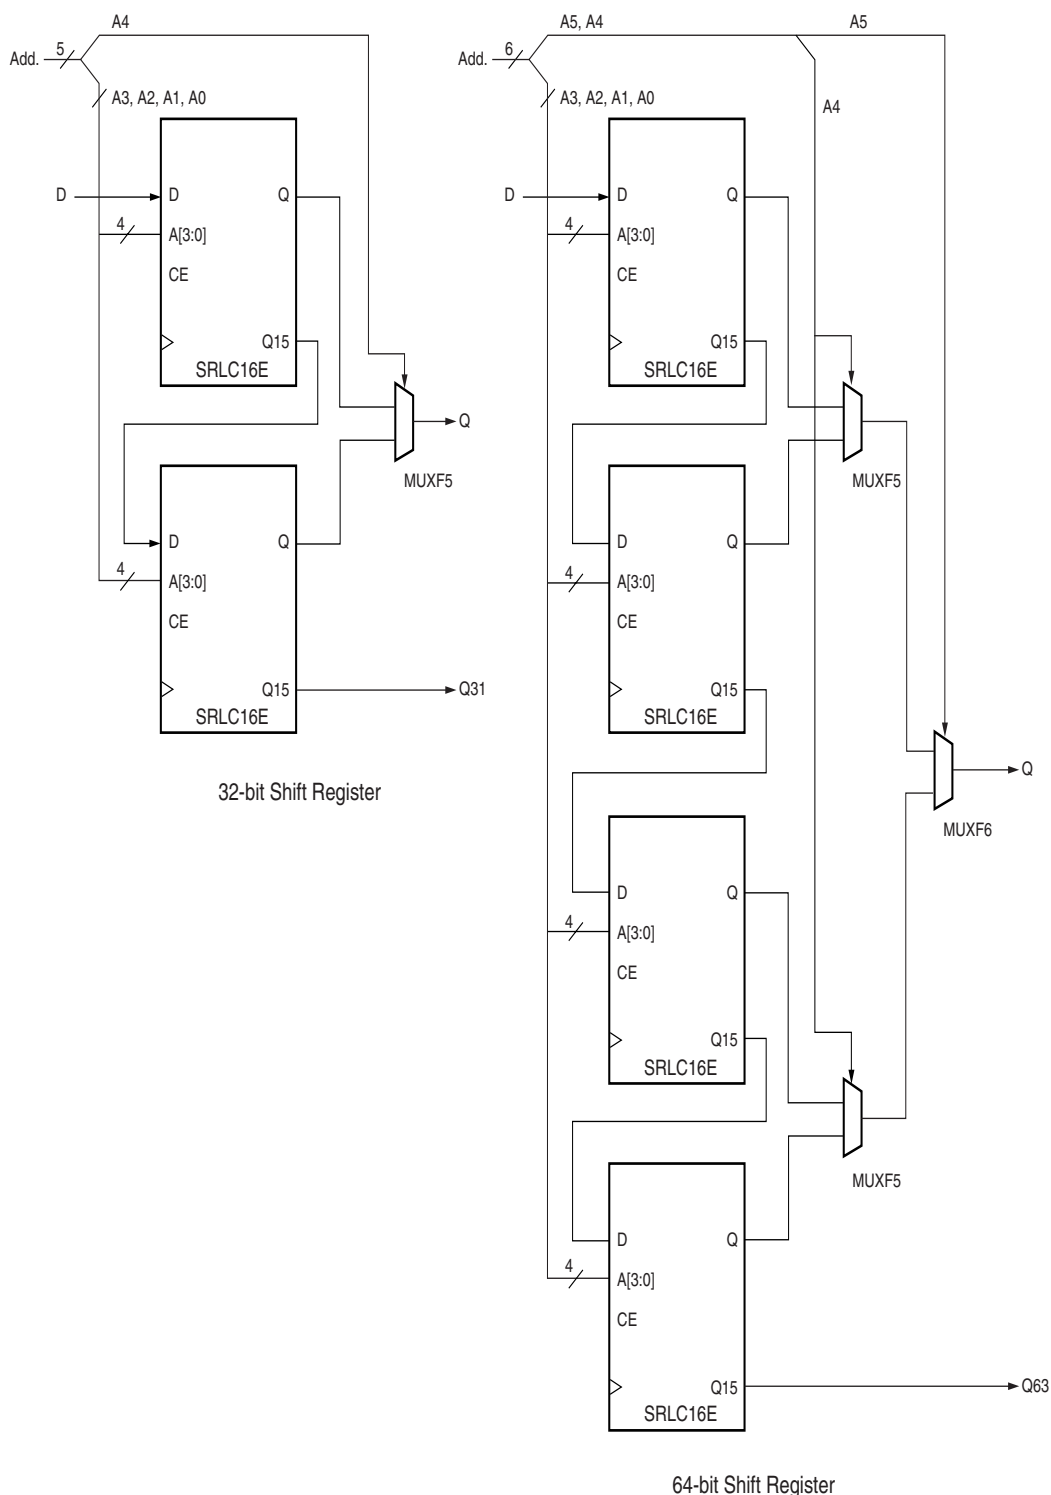 A4
5
Add.
A3, A2, A1, A0
D
D
Q
4
A[3:0]
CE
Q15
SRLC16E
Q
MUXF5
D
Q
4
A[3:0]
CE
Q15
Q31
SRLC16E
32-bit Shift Register
A5, A4
A5
6
Add.
A3, A2, A1, A0
A4
D
D
Q
4
A[3:0]
CE
Q15
SRLC16E
MUXF5
D
Q
4
A[3:0]
CE
Q15
SRLC16E
Q
MUXF6
D
Q
4
A[3:0]
CE
Q15
SRLC16E
MUXF5
D
Q
4
A[3:0]
CE
Q15
Q63
SRLC16E
64-bit Shift Register